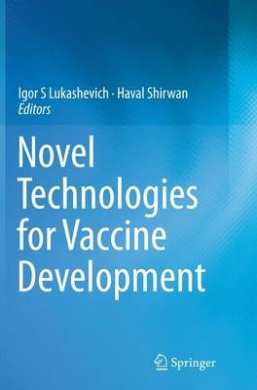 Igor S Lukashevich · Haval Shirwan
Editors
Novel
Technologies
for Vaccine
Development
Springer